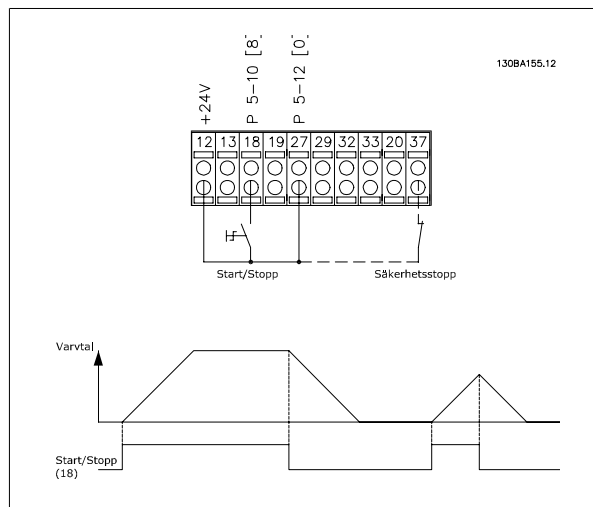 130BA155.12
+24V
P 5-10 [8]
P 5-12 [0]
12 13 18 19 27 29 32 33 20 37
Start/Stopp
Säkerhetsstopp
Varvtal
Start/Stopp
(18)